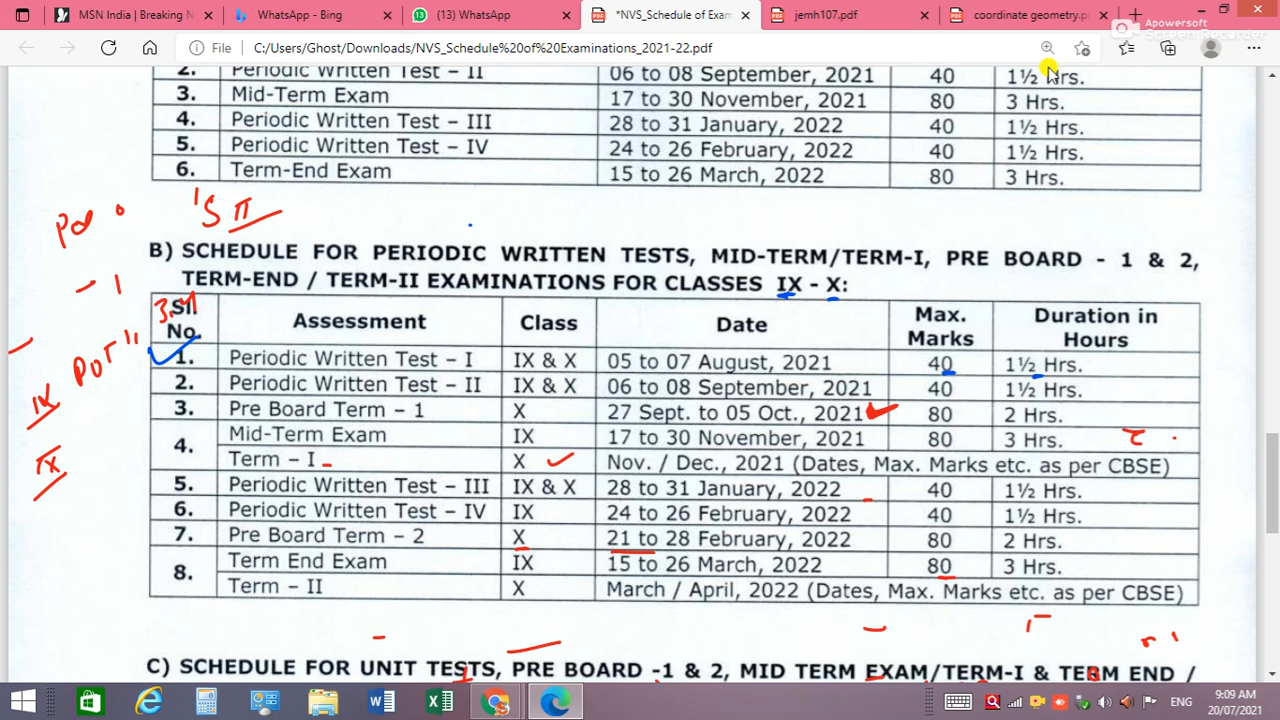 MSN India | Breaking N
WhatsApp - Bing
(13) WhatsApp
*NVS_Schedule of Exam
jemh107.pdf
coordinate geometry.p
Apowersoft
Screen Recorder
File
C:/Users/Ghost/Downloads/NVS_Schedule%20of%20Examinations_2021-22.pdf
2. Periodic Written Test – II 06 to 08 September, 2021 40 1½ Hrs.
3. Mid-Term Exam 17 to 30 November, 2021 80 3 Hrs.
4. Periodic Written Test – III 28 to 31 January, 2022 40 1½ Hrs.
5. Periodic Written Test – IV 24 to 26 February, 2022 40 1½ Hrs.
6. Term-End Exam 15 to 26 March, 2022 80 3 Hrs.
B) SCHEDULE FOR PERIODIC WRITTEN TESTS, MID-TERM/TERM-I, PRE BOARD - 1 & 2,
TERM-END / TERM-II EXAMINATIONS FOR CLASSES IX - X:
Sl. No. Assessment Class Date Max. Marks Duration in Hours
1. Periodic Written Test – I IX & X 05 to 07 August, 2021 40 1½ Hrs.
2. Periodic Written Test – II IX & X 06 to 08 September, 2021 40 1½ Hrs.
3. Pre Board Term – 1 X 27 Sept. to 05 Oct., 2021 80 2 Hrs.
4. Mid-Term Exam IX 17 to 30 November, 2021 80 3 Hrs.
Term – I X Nov. / Dec., 2021 (Dates, Max. Marks etc. as per CBSE)
5. Periodic Written Test – III IX & X 28 to 31 January, 2022 40 1½ Hrs.
6. Periodic Written Test – IV IX 24 to 26 February, 2022 40 1½ Hrs.
7. Pre Board Term – 2 X 21 to 28 February, 2022 80 2 Hrs.
8. Term End Exam IX 15 to 26 March, 2022 80 3 Hrs.
Term – II X March / April, 2022 (Dates, Max. Marks etc. as per CBSE)
C) SCHEDULE FOR UNIT TESTS, PRE BOARD -1 & 2, MID TERM EXAM/TERM-I & TERM END /
IX
ENG
9:09 AM
20/07/2021